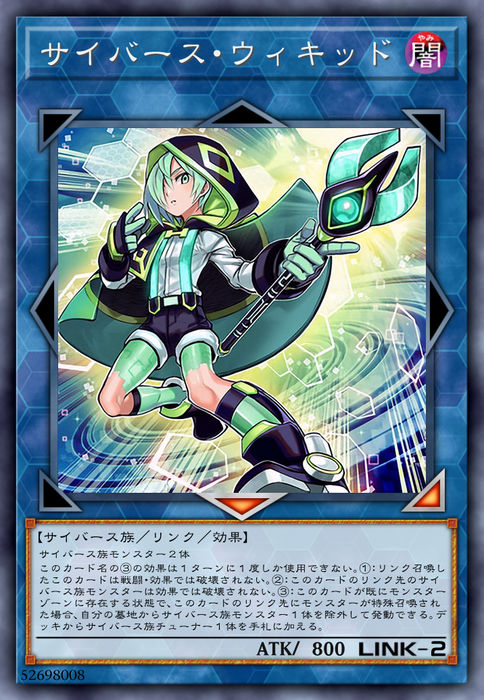 サイバース・ウィキッド
やみ
闇
【サイバース族／リンク／効果】
サイバース族モンスター２体
このカード名の③の効果は１ターンに１度しか使用できない。①：リンク召喚し
たこのカードは戦闘・効果では破壊されない。②：このカードのリンク先のサイ
バース族モンスターは効果では破壊されない。③：このカードが既にモンスター
ゾーンに存在する状態で、このカードのリンク先にモンスターが特殊召喚され
た場合、自分の墓地からサイバース族モンスター１体を除外して発動できる。デ
ッキからサイバース族チューナー１体を手札に加える。
ATK/ 800 LINK-2
52698008